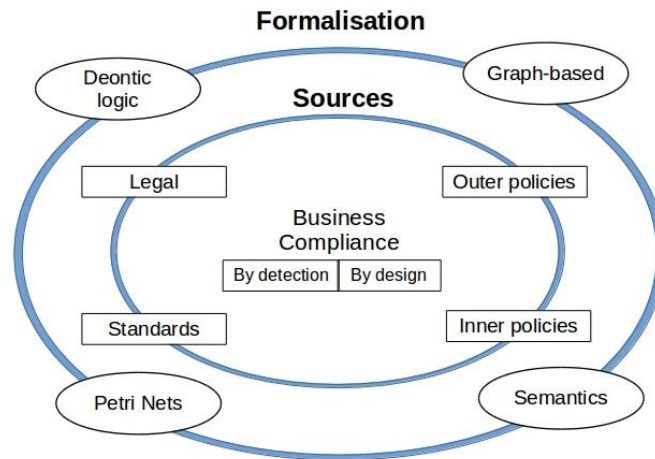 Formalisation
Deontic
logic
Graph-based
Sources
Legal
Outer policies
Business
Compliance
By detection
By design
Standards
Inner policies
Petri Nets
Semantics